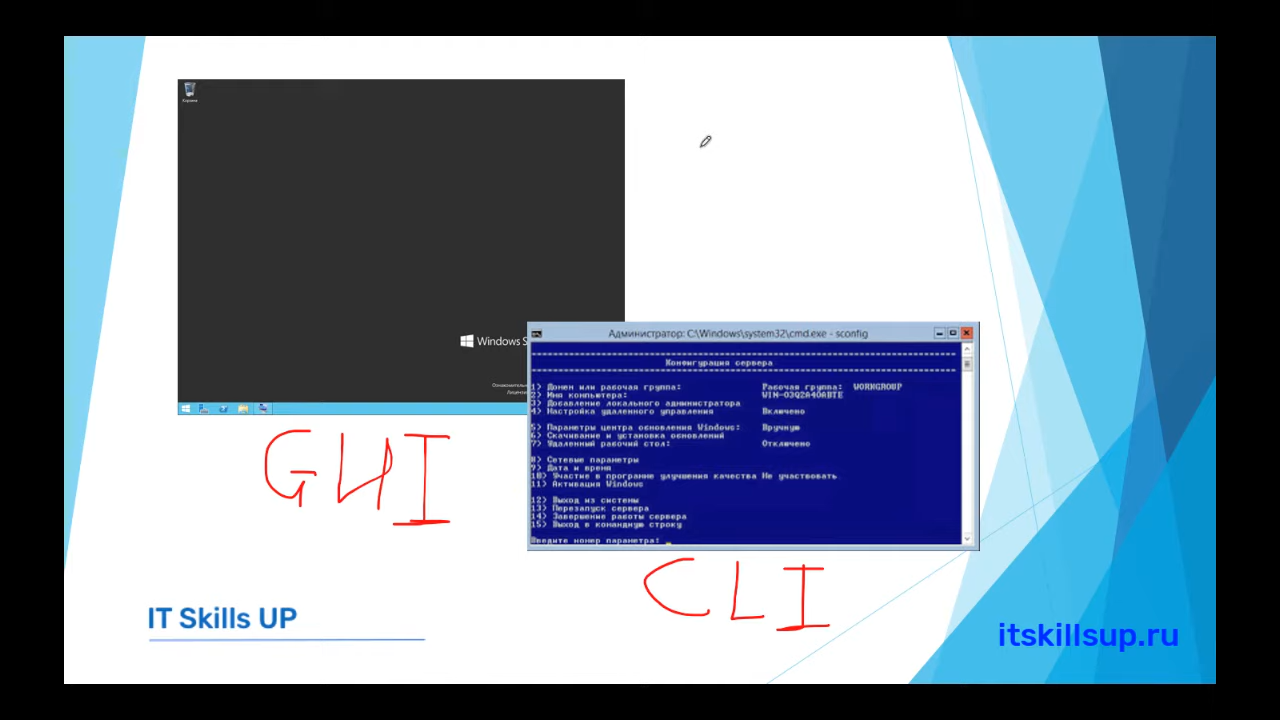 Корзина
Windows S
Администратор: C:\Windows\system32\cmd.exe - sconfig
Конфигурация сервера
1) Домен или рабочая группа: Рабочая группа: WORKGROUP
2) Имя компьютера: WIN-O3Q2A4OABTE
3) Добавление локального администратора
4) Настройка удаленного управления Включено
5) Параметры центра обновления Windows: Вручную
6) Скачивание и установка обновлений
7) Удаленный рабочий стол: Отключено
8) Сетевые параметры
9) Дата и время
10) Участие в программе улучшения качества Не участвовать
11) Активация Windows
12) Выход из системы
13) Перезапуск сервера
14) Завершение работы сервера
15) Выход в командную строку
Введите номер параметра:
GUI
CLI
IT Skills UP
itskillsup.ru